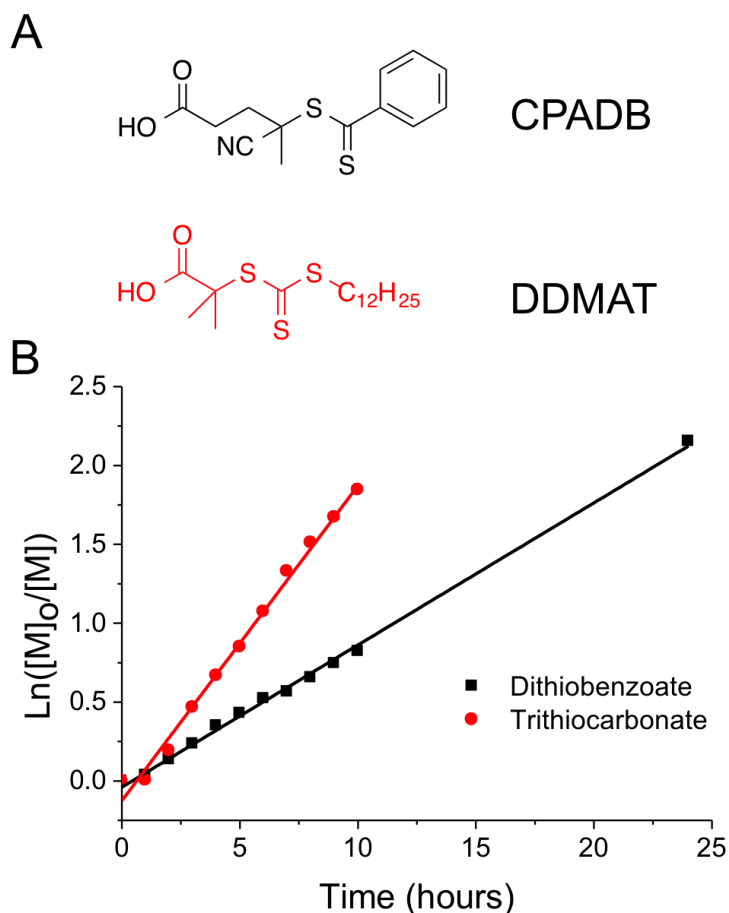 A
O
HO
NC
S
S
CPADB
O
HO
S
S
S
C12H25
DDMAT
B
2.5
2.0
1.5
1.0
0.5
0.0
Ln([M]o/[M])
Dithiobenzoate
Trithiocarbonate
0 5 10 15 20 25
Time (hours)